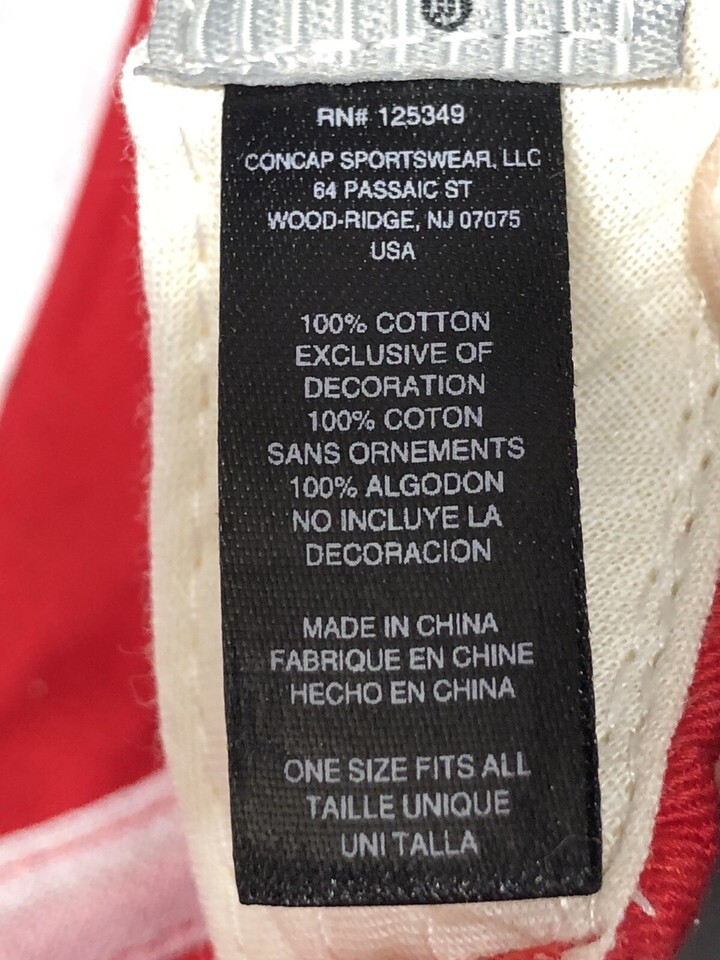 RN# 125349
CONCAP SPORTSWEAR, LLC
64 PASSAIC ST
WOOD-RIDGE, NJ 07075
USA
100% COTTON
EXCLUSIVE OF
DECORATION
100% COTON
SANS ORNEMENTS
100% ALGODON
NO INCLUYE LA
DECORACION
MADE IN CHINA
FABRIQUE EN CHINE
HECHO EN CHINA
ONE SIZE FITS ALL
TAILLE UNIQUE
UNI TALLA